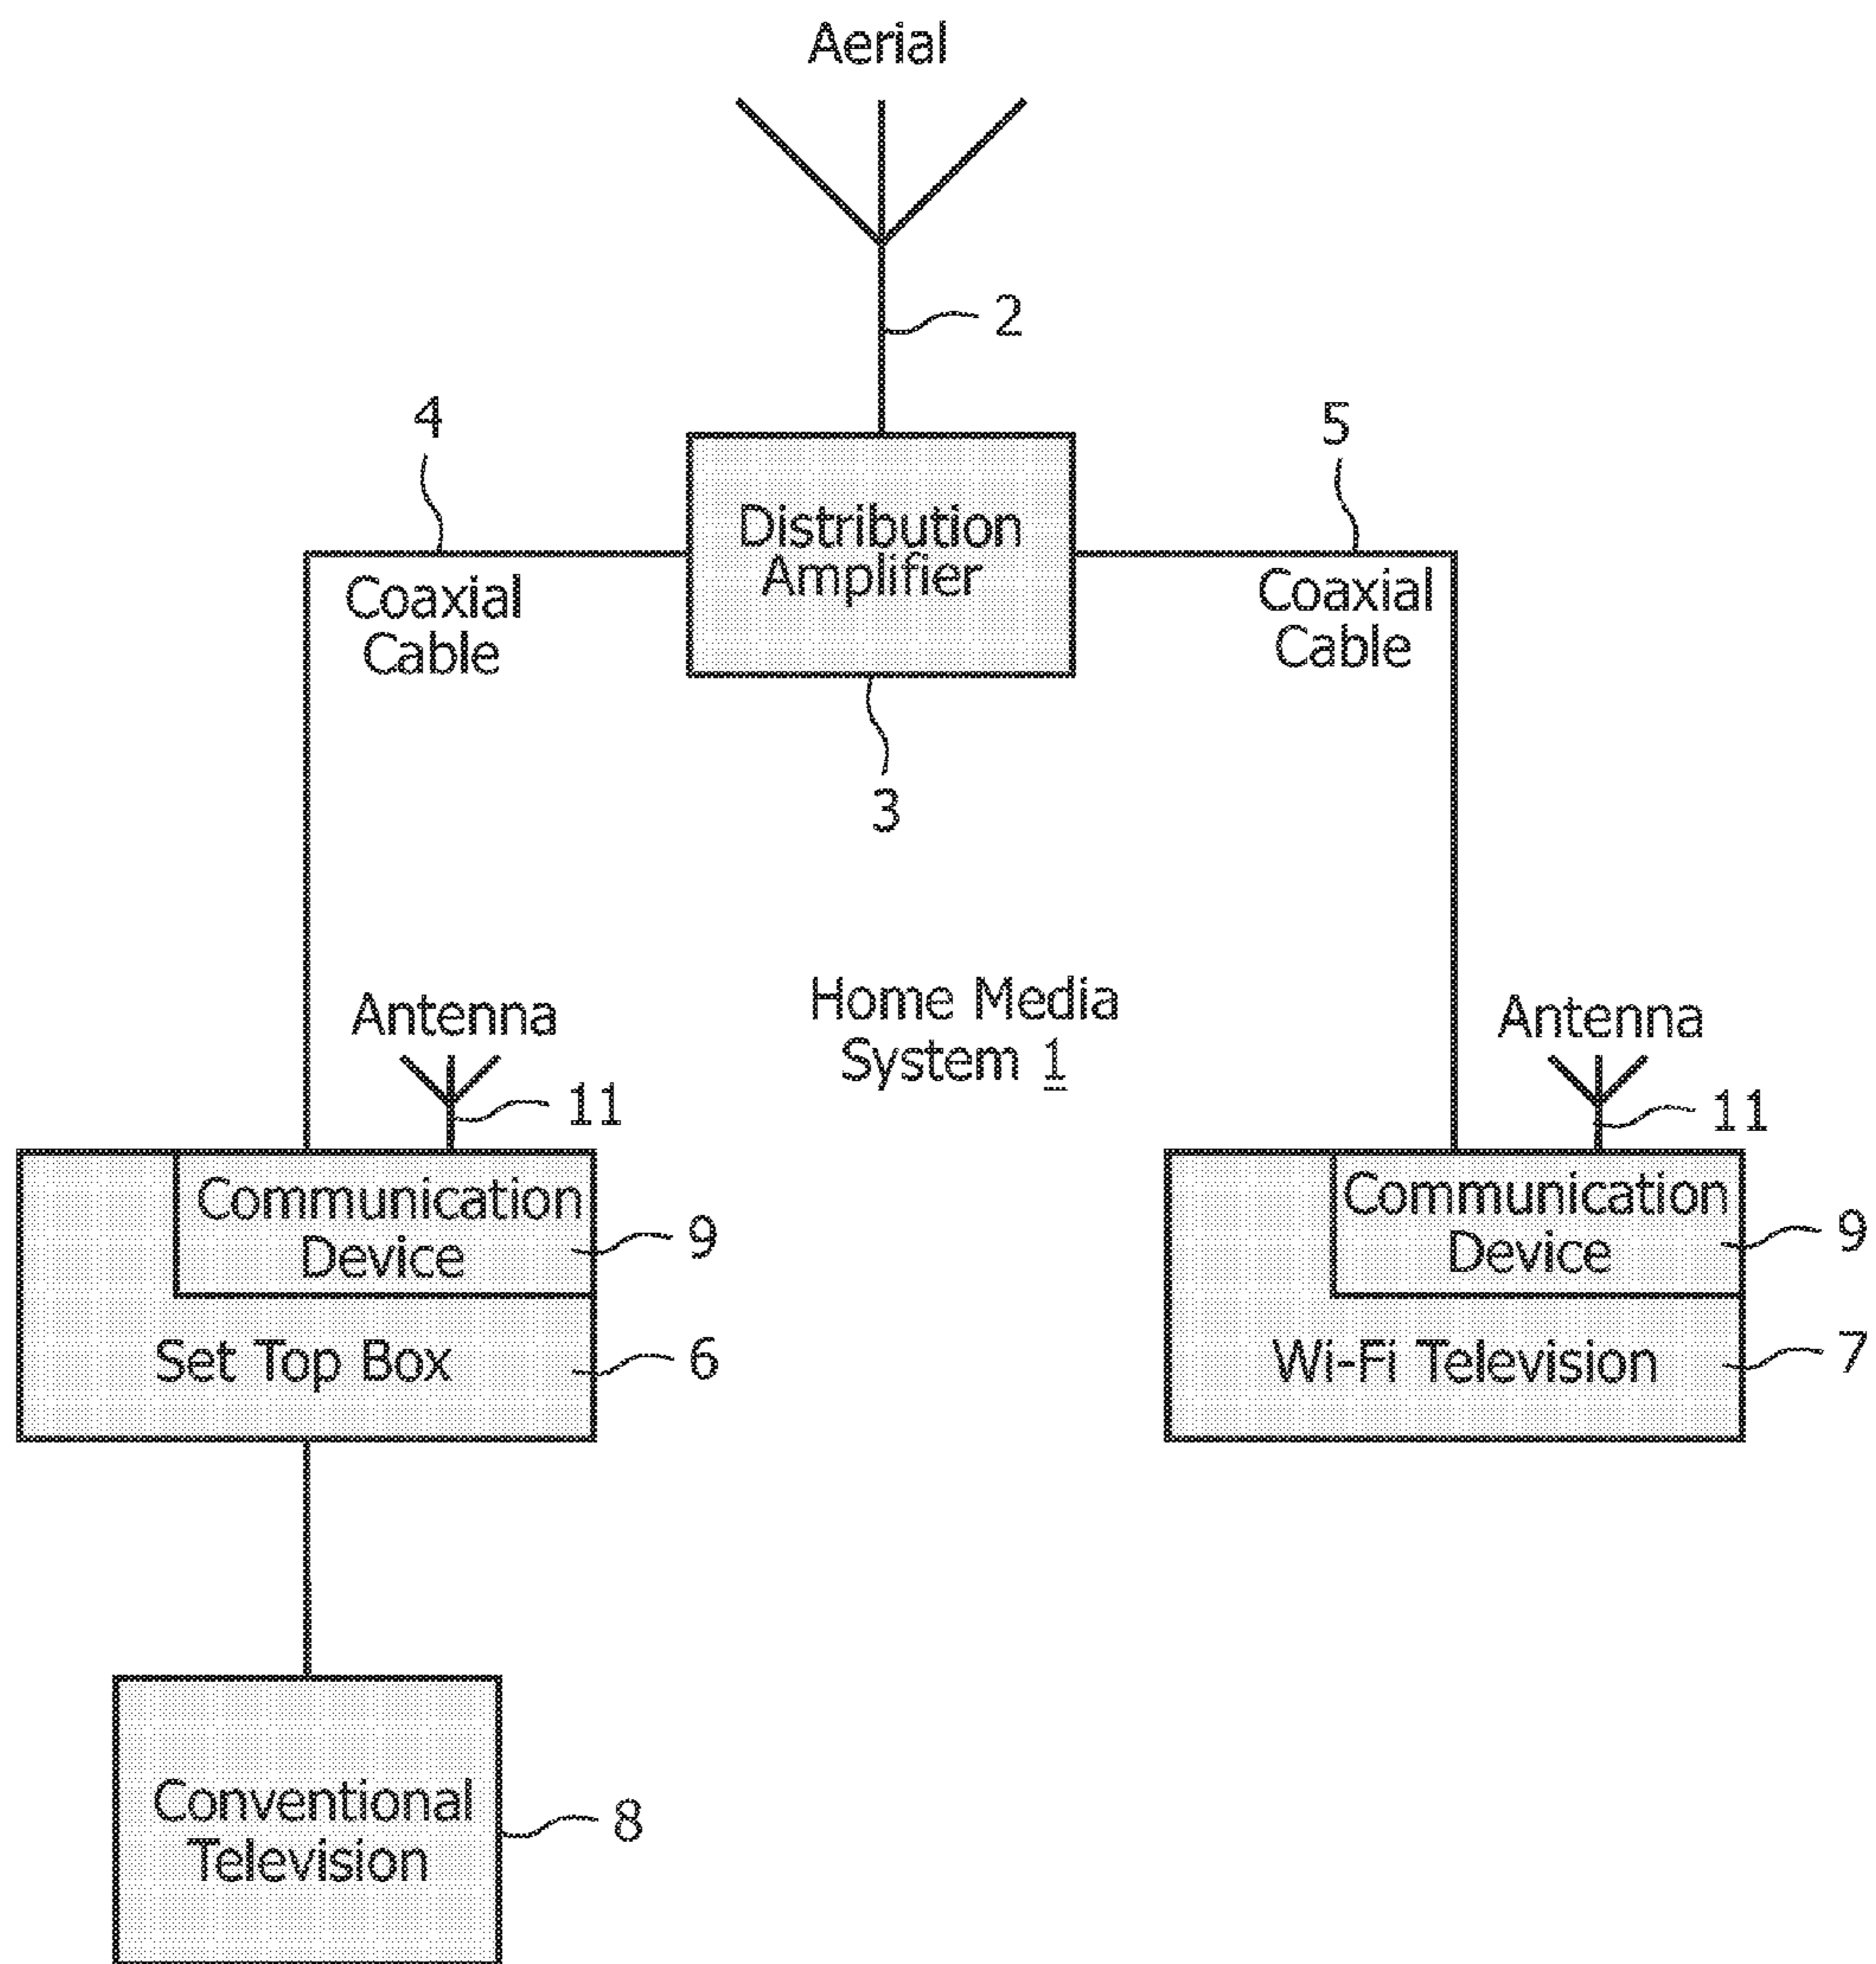 Aerial
2
4
5
Distribution
Amplifier
Coaxial
Cable
Coaxial
Cable
3
Home Media
System 1
Antenna
11
Antenna
11
Communication
Device
9
Communication
Device
9
Set Top Box
6
Wi-Fi Television
7
Conventional
Television
8